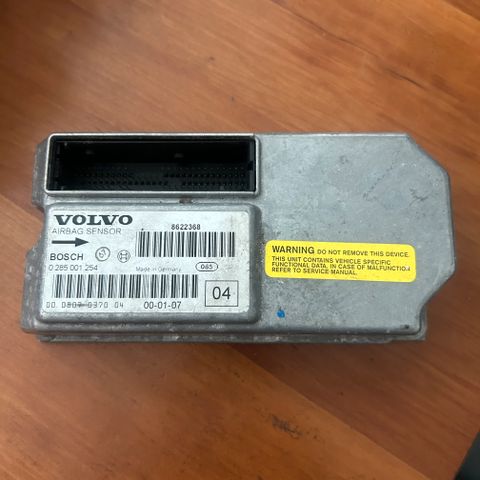 VOLVO
AIRBAG SENSOR
8622368
BOSCH
0 285 001 254
Made in Germany
065
04
00-01-07
WARNING DO NOT REMOVE THIS DEVICE.
THIS UNIT CONTAINS VEHICLE SPECIFIC
FUNCTIONAL DATA, IN CASE OF MALFUNCTION
REFER TO SERVICE MANUAL.